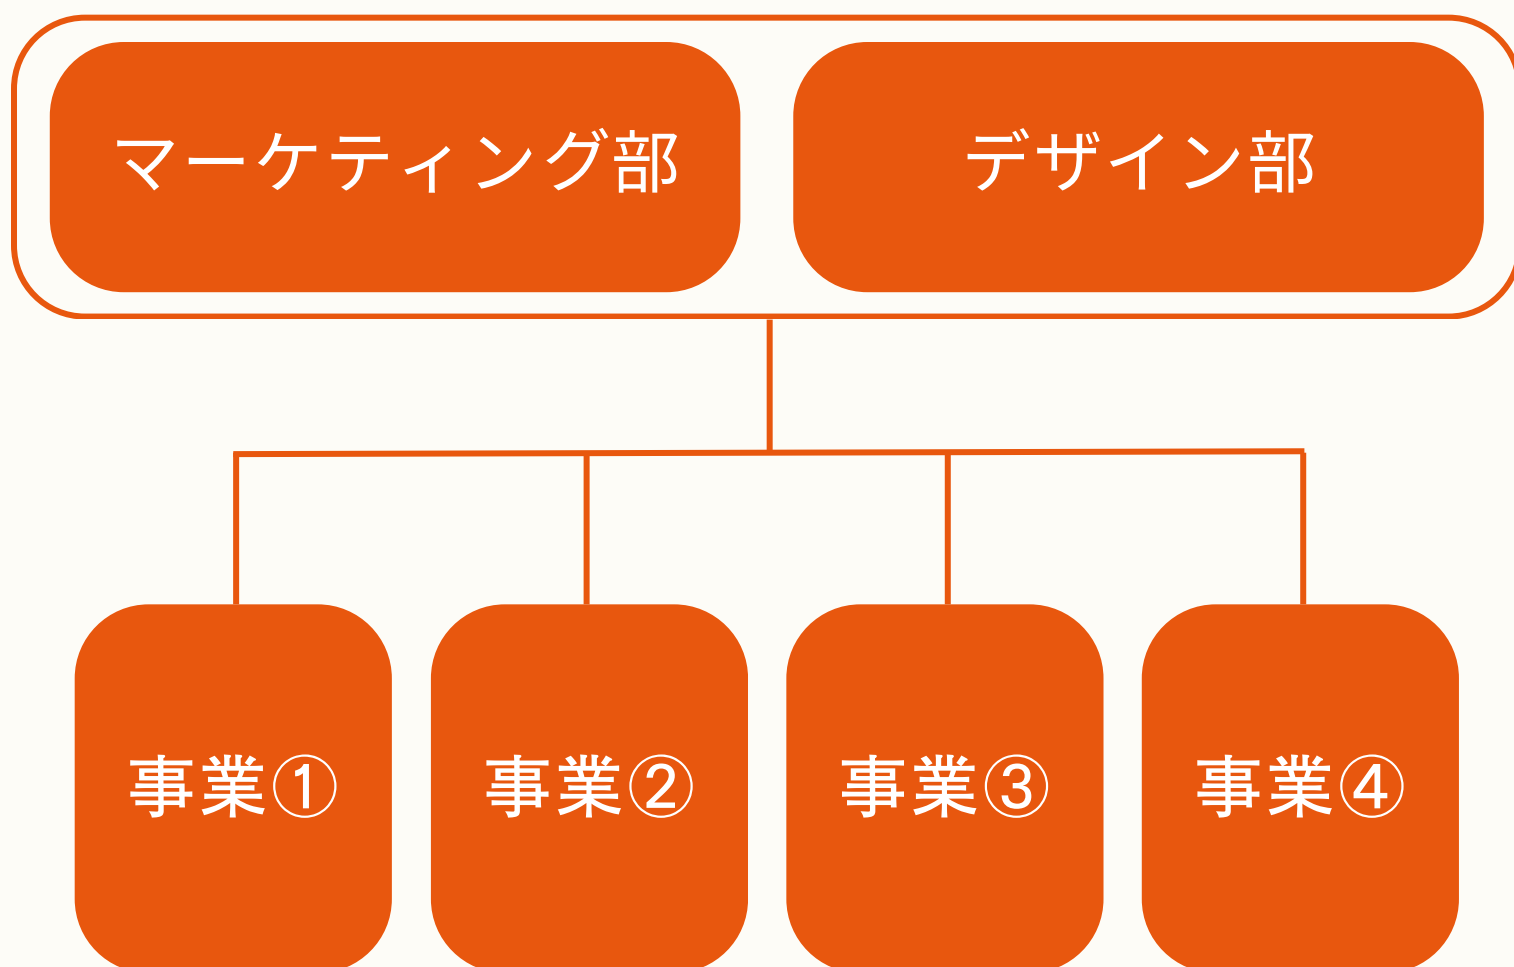 マーケティング部
デザイン部
事業①
事業②
事業③
事業④